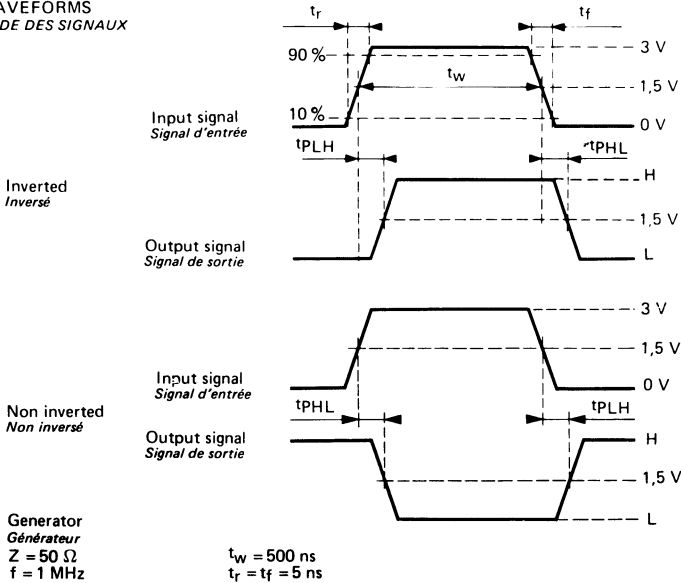 AVEFORMS
DE DES SIGNAUX
tr
tf
90 %
3 V
tw
1,5 V
Input signal
Signal d'entrée
10 %
0 V
tPLH
tPHL
Inverted
Inversé
H
1,5 V
Output signal
Signal de sortie
L
3 V
1,5 V
Input signal
Signal d'entrée
0 V
Non inverted
Non inversé
tPHL
tPLH
Output signal
Signal de sortie
H
1,5 V
L
Generator
Générateur
Z = 50 Ω
tw = 500 ns
f = 1 MHz
tr = tf = 5 ns